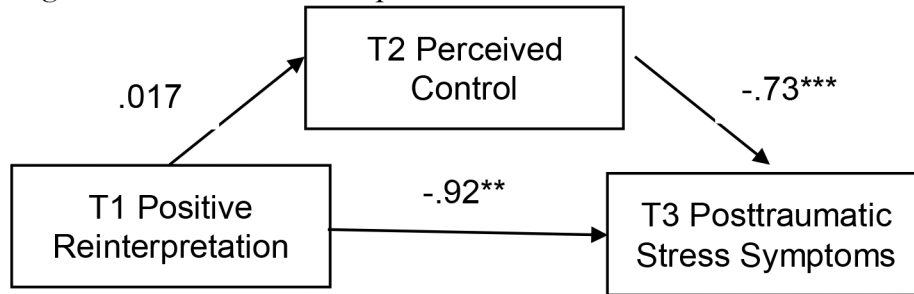 T2 Perceived
Control
.017
-.73***
-.92**
T1 Positive
Reinterpretation
T3 Posttraumatic
Stress Symptoms